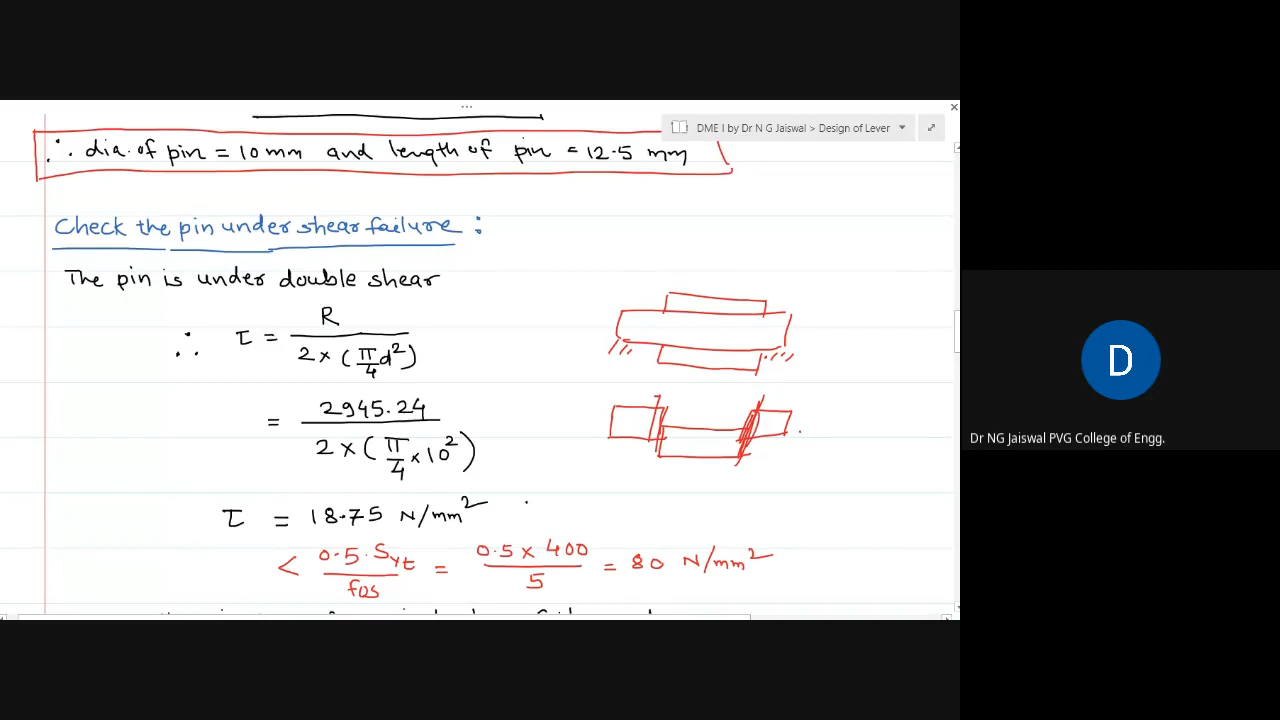 DME I by Dr N G Jaiswal > Design of Lever
∴ dia. of pin = 10 mm and length of pin = 12.5 mm
Check the pin under shear failure :
The pin is under double shear
∴ τ = R / 2 × (π/4 d²)
= 2945.24 / 2 × (π/4 × 10²)
τ = 18.75 N/mm²
< 0.5 . Syt / fos = 0.5 × 400 / 5 = 80 N/mm²
D
Dr NG Jaiswal PVG College of Engg.